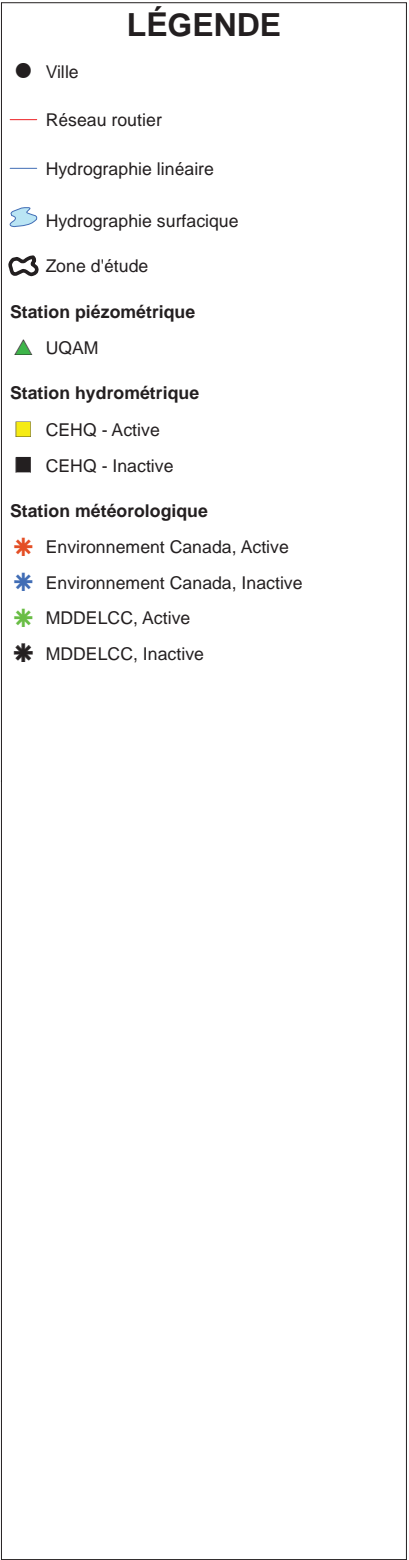 LÉGENDE
Ville
Réseau routier
Hydrographie linéaire
Hydrographie surfacique
Zone d'étude
Station piézométrique
UQAM
Station hydrométrique
CEHQ - Active
CEHQ - Inactive
Station météorologique
Environnement Canada, Active
Environnement Canada, Inactive
MDDELCC, Active
MDDELCC, Inactive